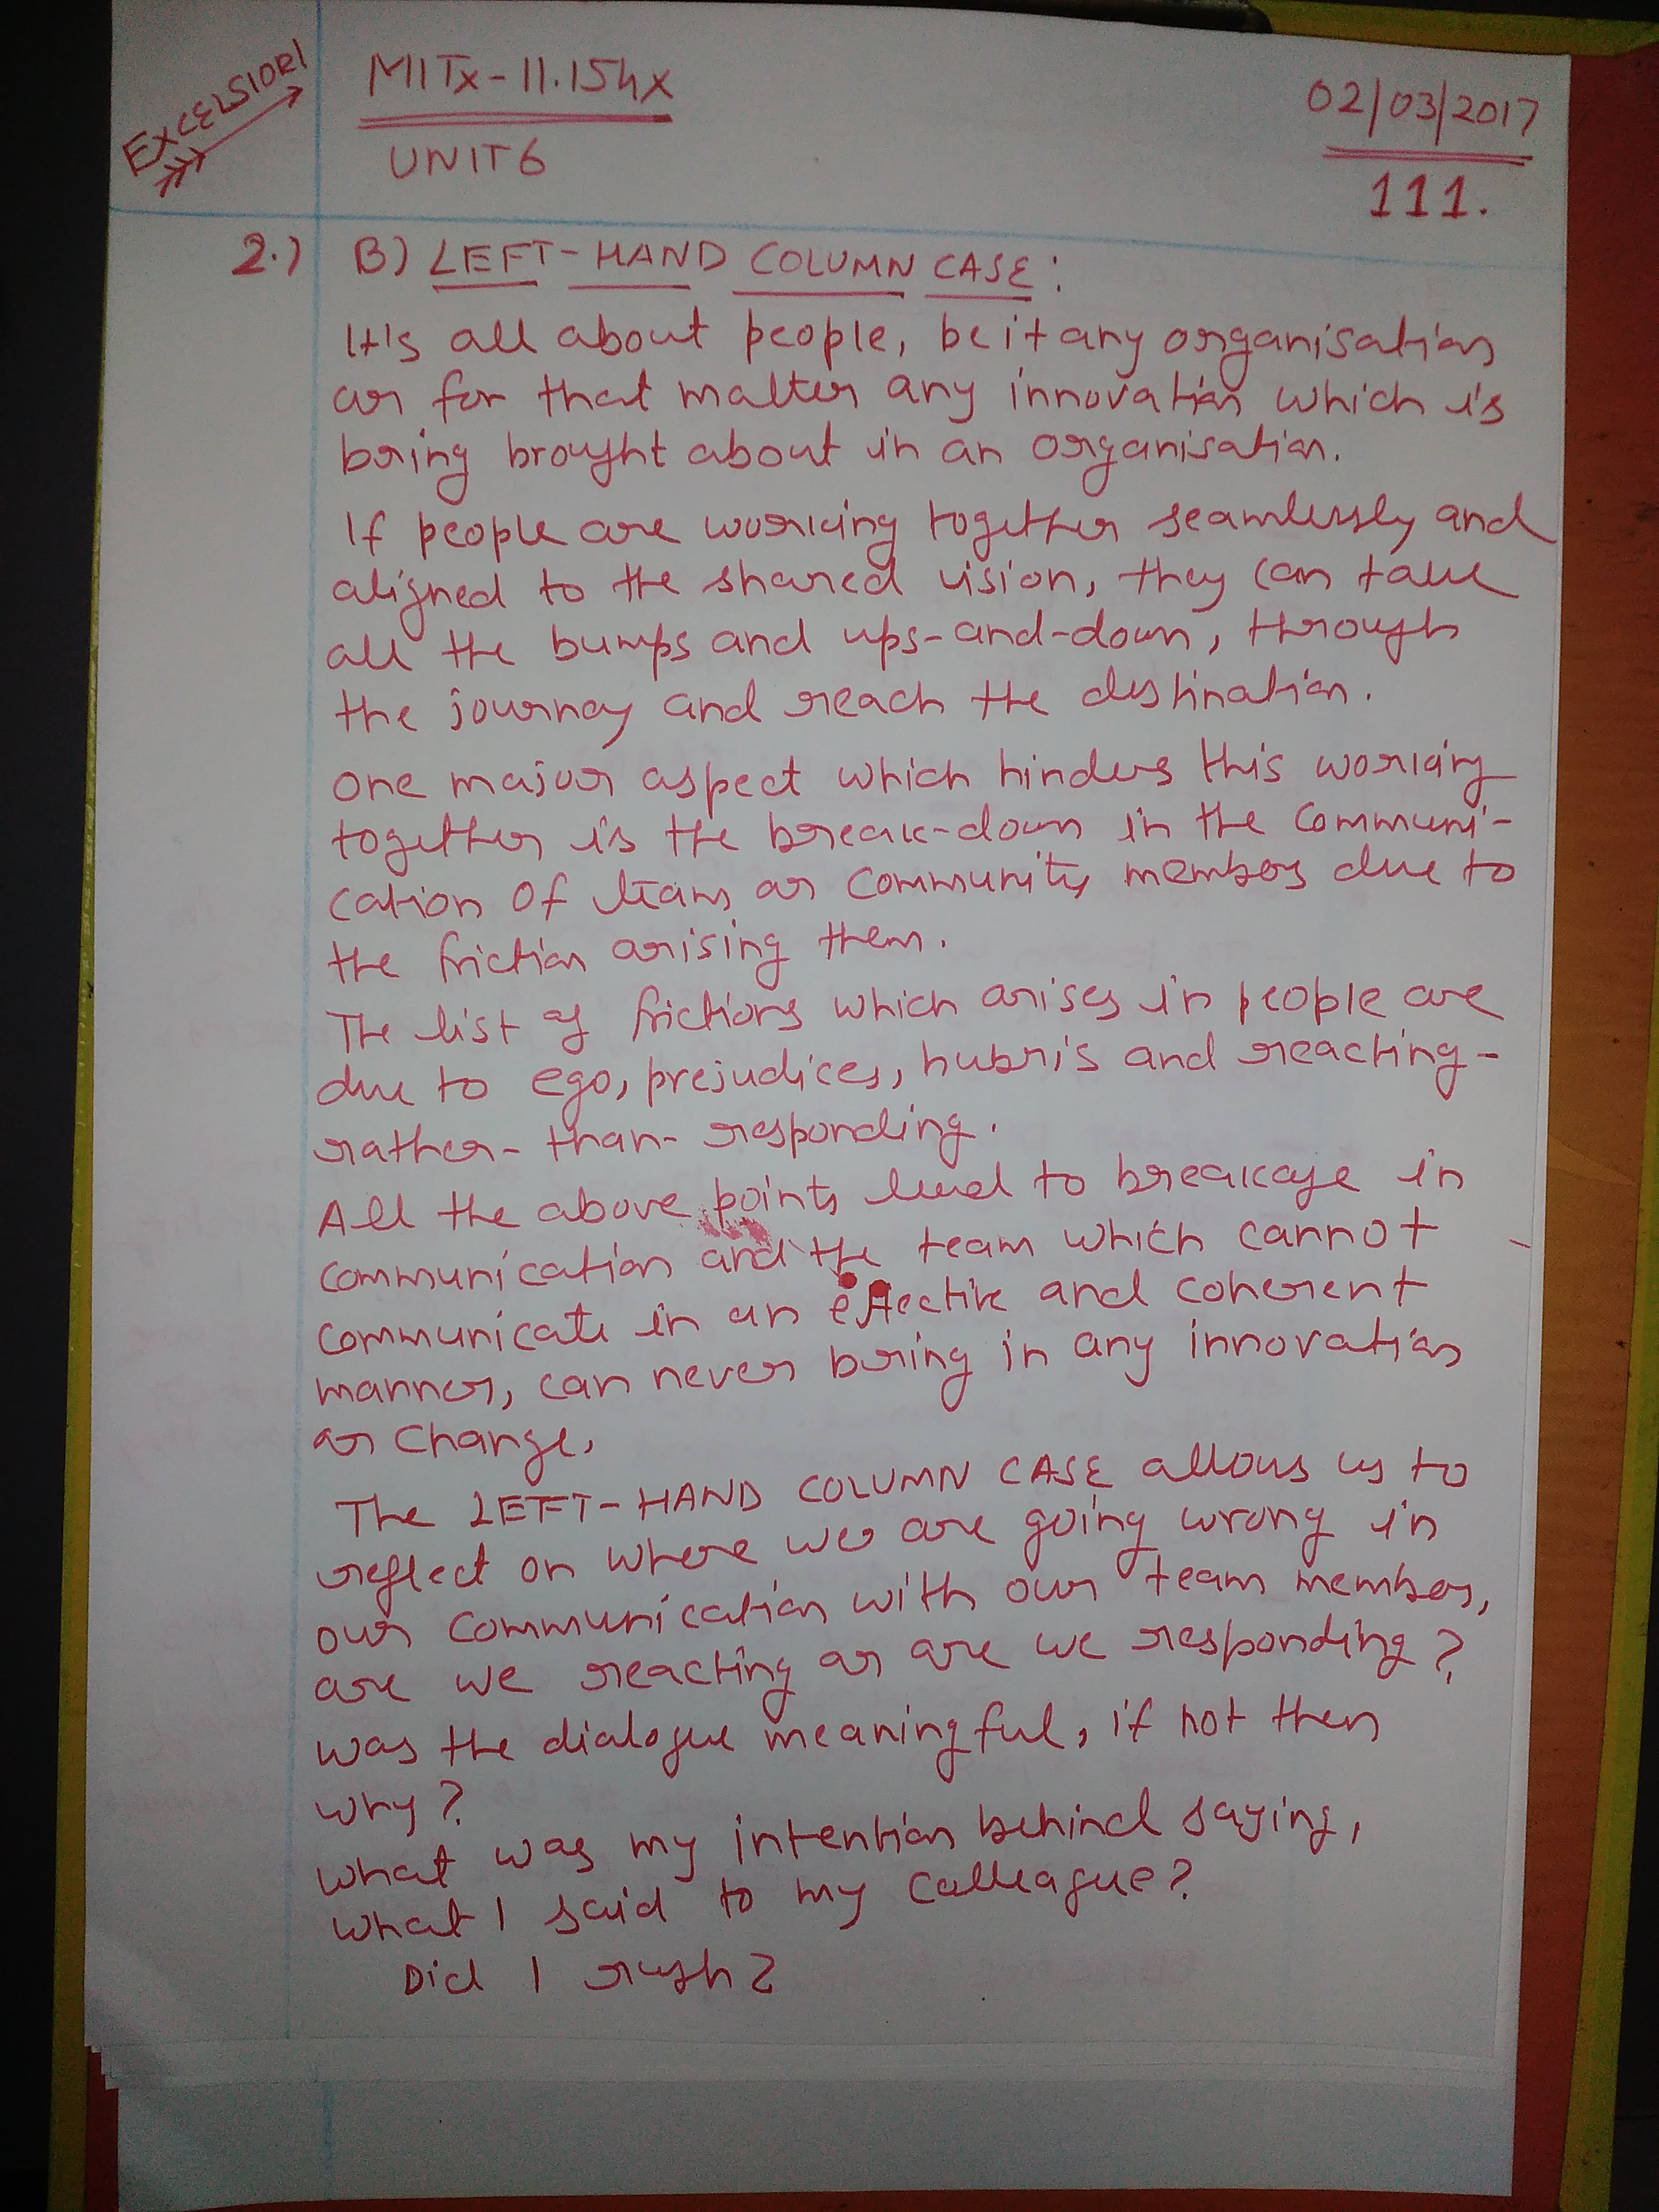 EXCELSIOR!
MITx-11.154x
UNIT 6
02/03/2017
111.
2.) B) LEFT-HAND COLUMN CASE:
It's all about people, be it any organisation
or for that matter any innovation which is
bring brought about in an organisation.
If people are working together seamlessly and
aligned to the shared vision, they can take
all the bumps and ups-and-down, through
the journey and reach the destination.
One major aspect which hinders this working
together is the break-down in the communi-
cation of team or community members due to
the friction arising them.
The list of frictions which arises in people are
due to ego, prejudices, hubris and reacting-
rather-than-responding.
All the above points lead to breakage in
communication and the team which cannot
communicate in an effective and coherent
manner, can never bring in any innovation
or change.
The LEFT-HAND COLUMN CASE allows us to
reflect on where we are going wrong in
our communication with our team members,
are we reacting or are we responding?
was the dialogue meaningful, if not then
why?
what was my intention behind saying,
what I said to my colleague?
Did I rush?